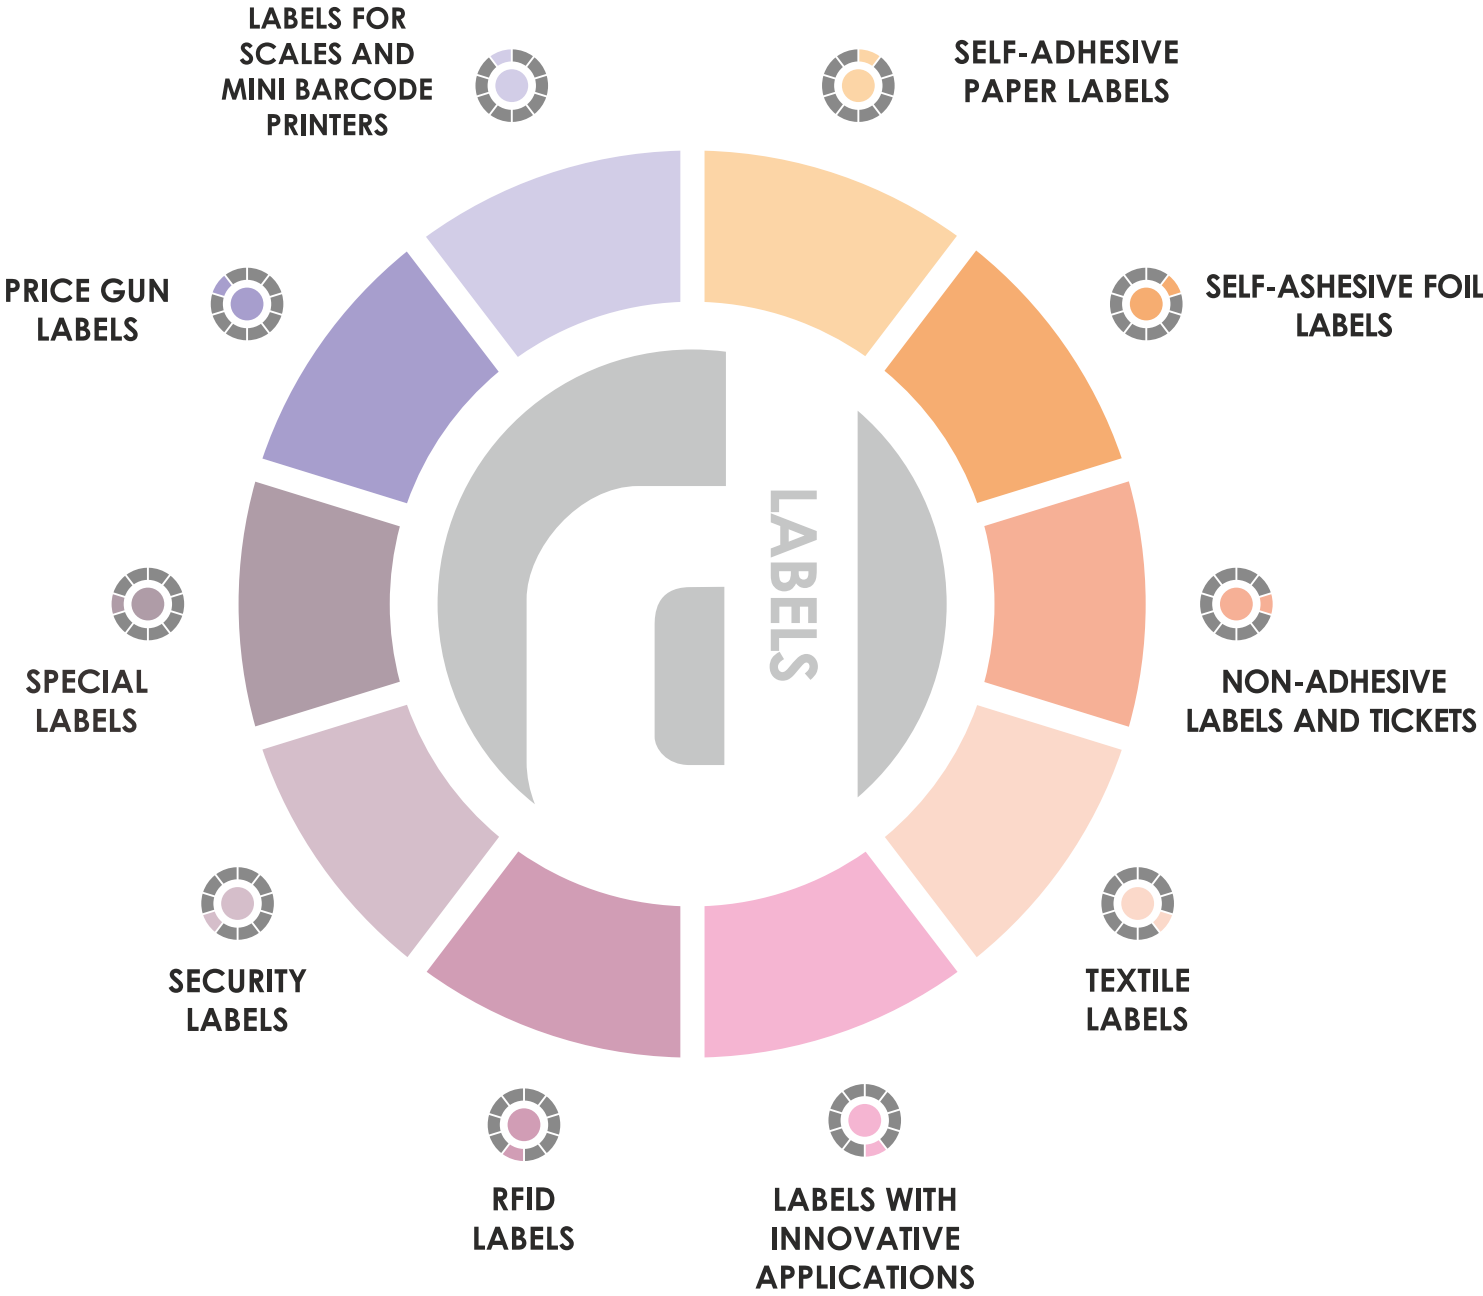 LABELS FOR
SCALES AND
MINI BARCODE
PRINTERS
SELF-ADHESIVE
PAPER LABELS
PRICE GUN
LABELS
SELF-ASHESIVE FOIL
LABELS
LABELS
SPECIAL
LABELS
NON-ADHESIVE
LABELS AND TICKETS
SECURITY
LABELS
TEXTILE
LABELS
RFID
LABELS
LABELS WITH
INNOVATIVE
APPLICATIONS